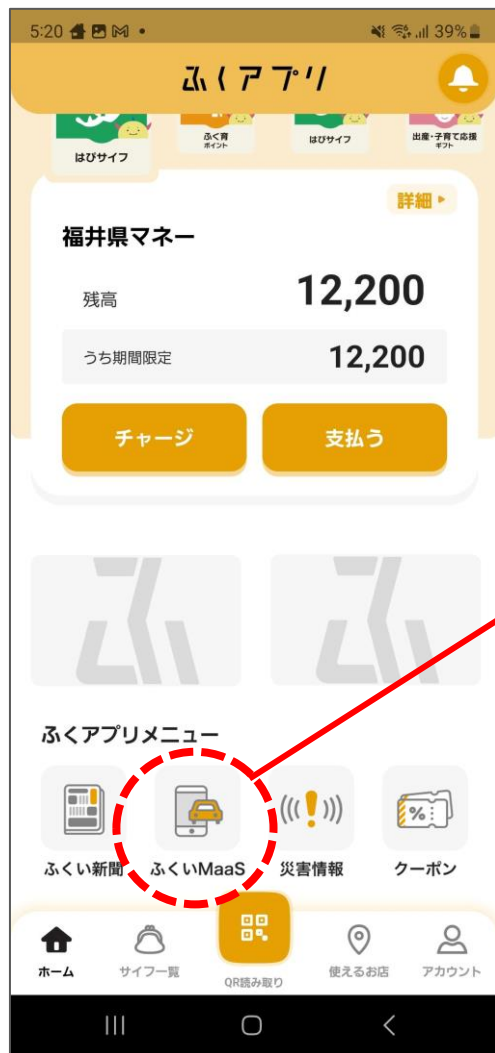 5:20 39%
ふくアプリ
はぴサイフ
ふく育
ポイント
はぴサイフ
出産・子育て応援
ギフト
詳細
福井県マネー
残高 12,200
うち期間限定 12,200
チャージ 支払う
ふ ふ
ふくアプリメニュー
ふくい新聞 ふくいMaaS 災害情報 クーポン
ホーム サイフ一覧 QR読み取り 使えるお店 アカウント